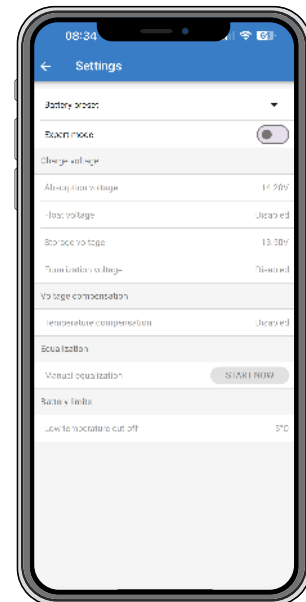 08:34
Settings
Battery preset
Expert mode
Charge voltage
Absorption voltage 14.20V
Float voltage Disabled
Storage voltage 13.50V
Equalization voltage Disabled
Voltage compensation
Temperature compensation Disabled
Equalization
Manual equalization START NOW
Battery limits
Low temperature cut off 5°C